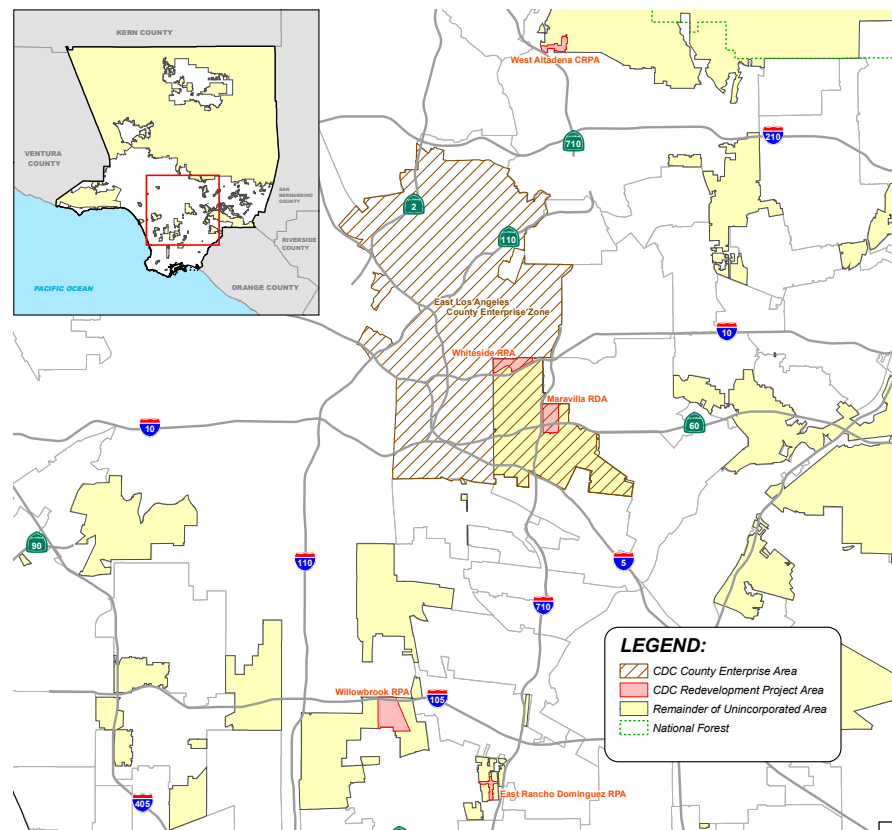 KERN COUNTY
VENTURA
COUNTY
SAN
BERNARDINO
COUNTY
RIVERSIDE
COUNTY
ORANGE COUNTY
PACIFIC OCEAN
West Altadena CRPA
210
710
2
110
East Los Angeles
County Enterprise Zone
10
Whiteside RPA
Maravilla RDA
10
60
90
110
5
710
LEGEND:
CDC County Enterprise Area
CDC Redevelopment Project Area
Remainder of Unincorporated Area
National Forest
Willowbrook RPA
105
East Rancho Dominguez RPA
405